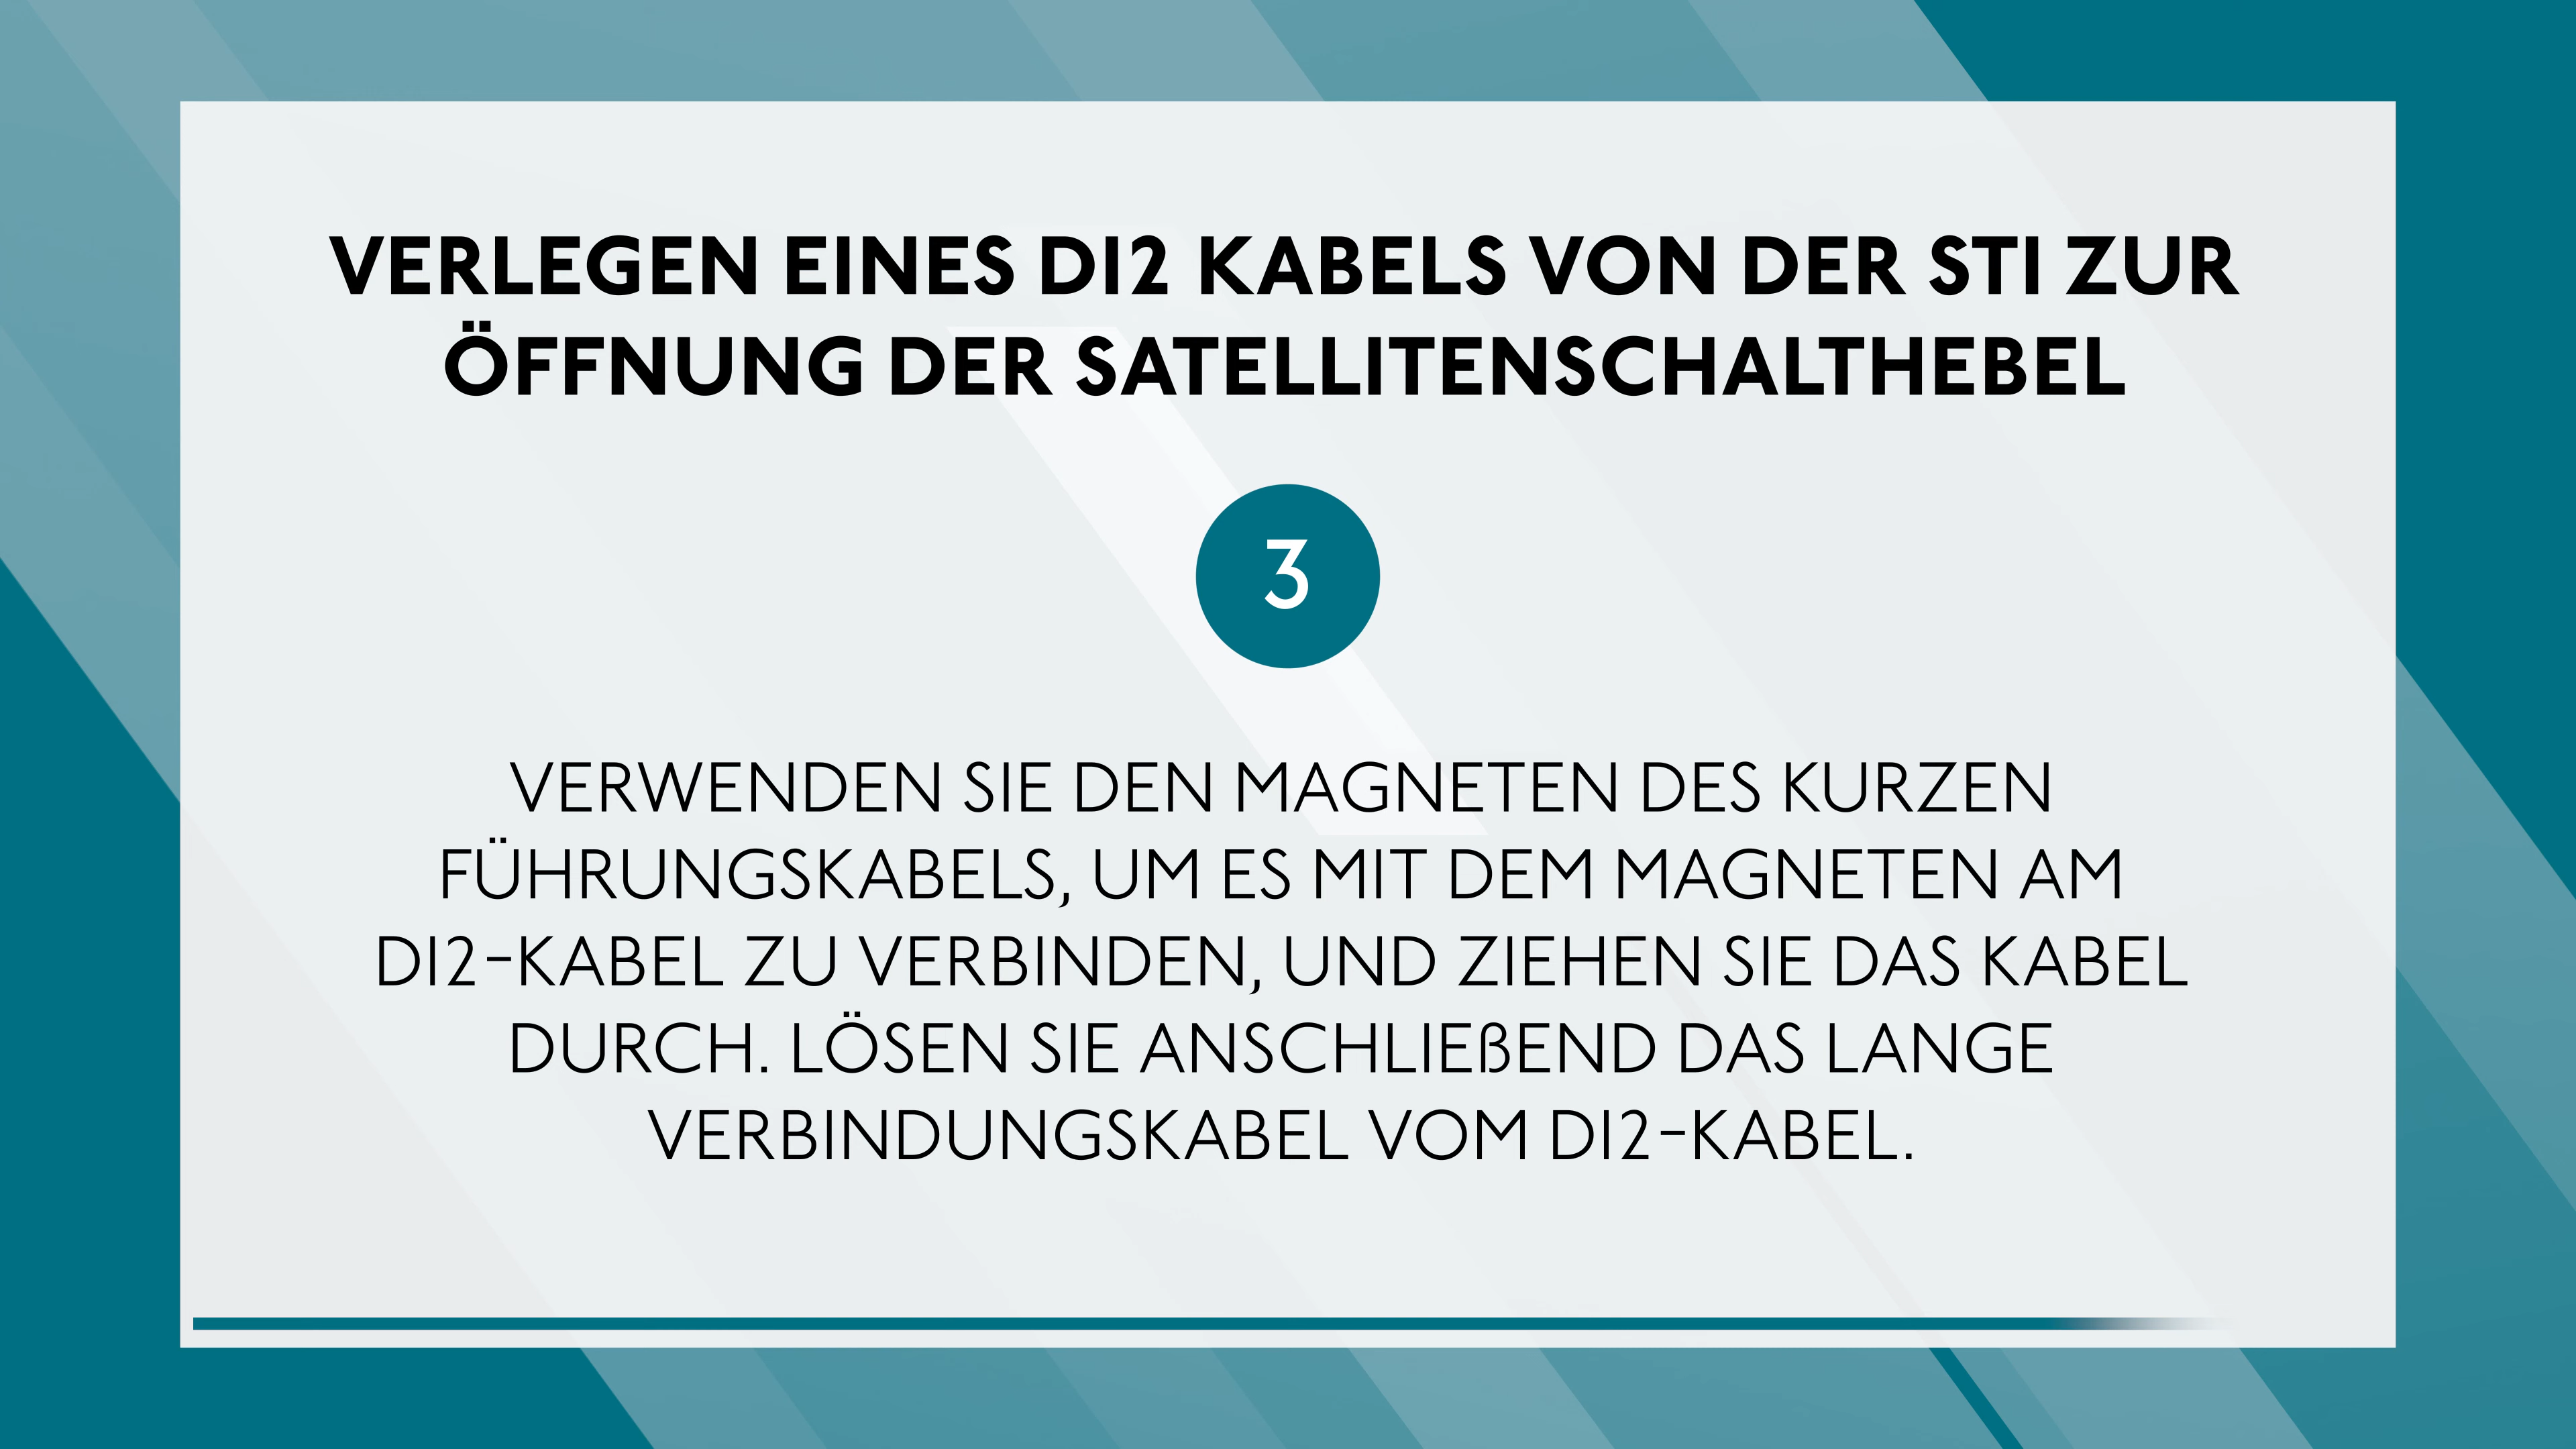 VERLEGEN EINES DI2 KABELS VON DER STI ZUR
ÖFFNUNG DER SATELLITENSCHALTHEBEL
3
VERWENDEN SIE DEN MAGNETEN DES KURZEN
FÜHRUNGSKABELS, UM ES MIT DEM MAGNETEN AM
DI2-KABEL ZU VERBINDEN, UND ZIEHEN SIE DAS KABEL
DURCH. LÖSEN SIE ANSCHLIEßEND DAS LANGE
VERBINDUNGSKABEL VOM DI2-KABEL.